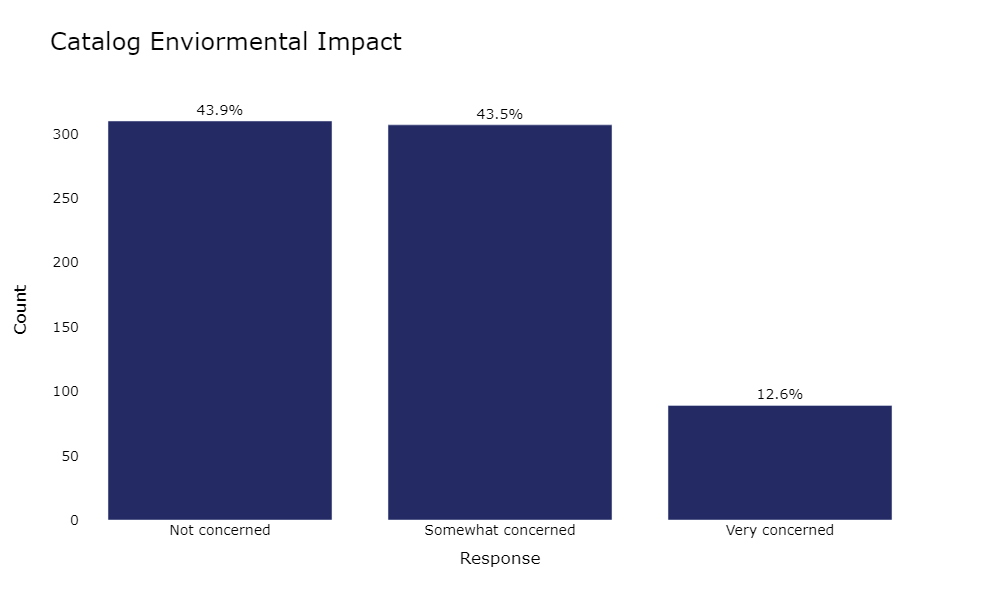 Catalog Enviormental Impact
43.9%
43.5%
12.6%
300
250
200
150
100
50
0
Count
Not concerned
Somewhat concerned
Very concerned
Response